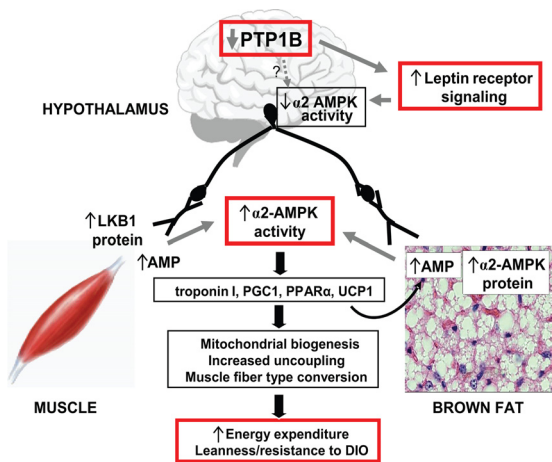 ↓ PTP1B
?
↑ Leptin receptor
signaling
HYPOTHALAMUS
↓ α2 AMPK
activity
↑LKB1
protein
↑α2-AMPK
activity
↑AMP
↑AMP
↑α2-AMPK
protein
troponin I, PGC1, PPARα, UCP1
Mitochondrial biogenesis
Increased uncoupling
Muscle fiber type conversion
MUSCLE
BROWN FAT
↑Energy expenditure
Leanness/resistance to DIO